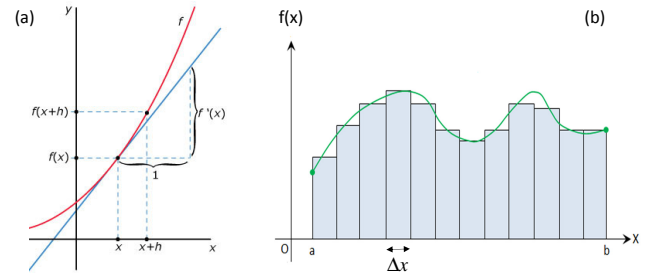 (a)
y
f
f(x+h)
f '(x)
f(x)
1
x
x+h
x
f(x)
(b)
O
a
b
X
Δx